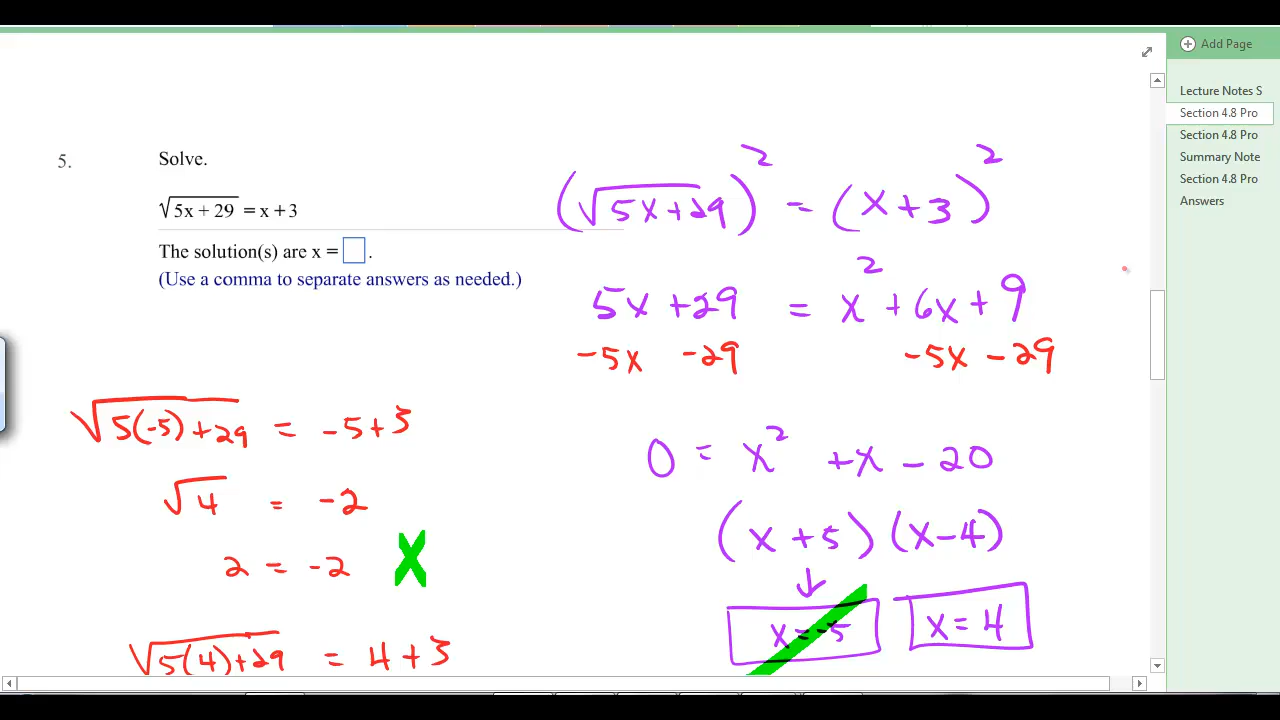 Add Page
Lecture Notes S
Section 4.8 Pro
Section 4.8 Pro
Summary Note
Section 4.8 Pro
Answers
5. Solve.
√(5x + 29) = x + 3
The solution(s) are x = .
(Use a comma to separate answers as needed.)
(√(5x+29))² = (x+3)²
5x +29 = x² + 6x + 9
-5x -29 -5x - 29
0 = x² +x - 20
(x +5) (x-4)
↓
x = -5 x = 4
√(5(-5)+29) = -5+3
√4 = -2
2 = -2 X
√(5(4)+29) = 4+3